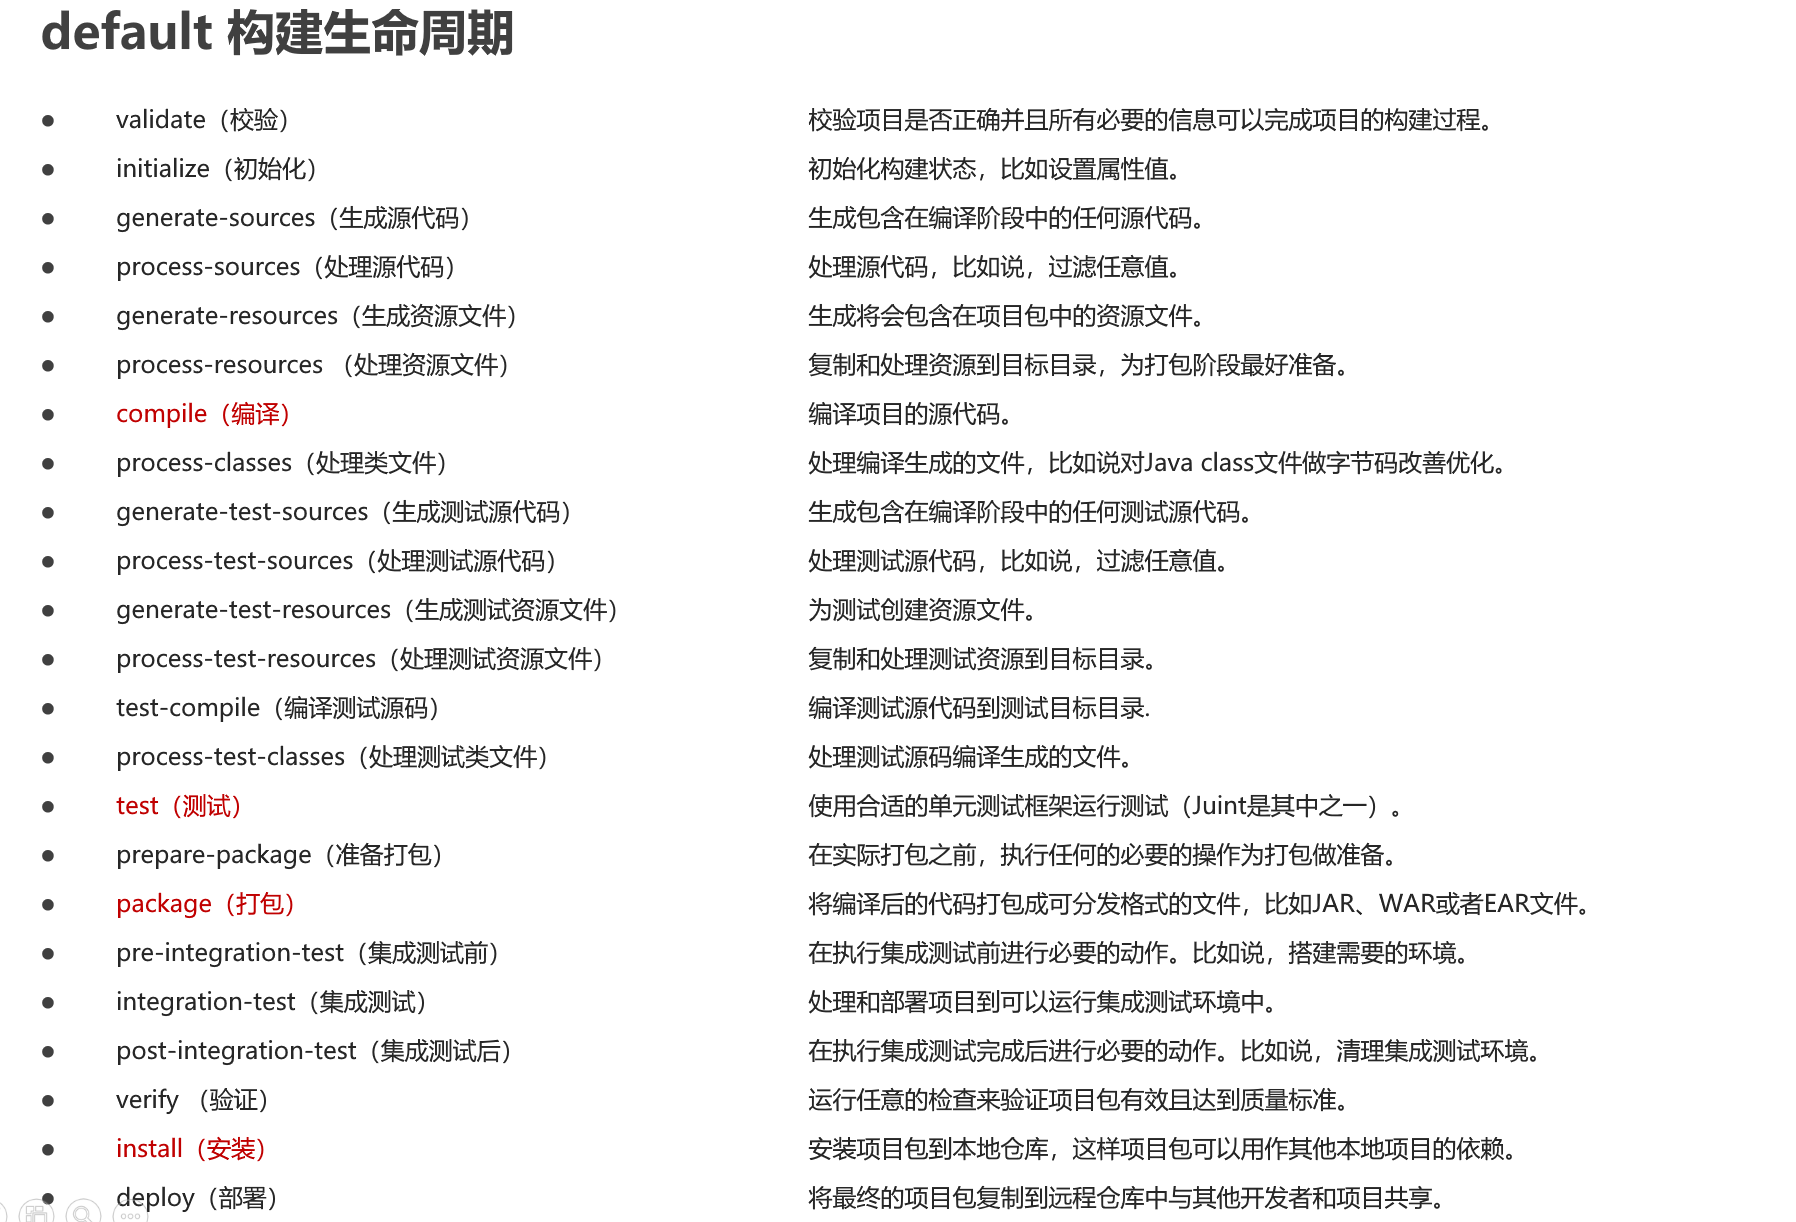 default 构建生命周期
● validate（校验） 校验项目是否正确并且所有必要的信息可以完成项目的构建过程。
● initialize（初始化） 初始化构建状态，比如设置属性值。
● generate-sources（生成源代码） 生成包含在编译阶段中的任何源代码。
● process-sources（处理源代码） 处理源代码，比如说，过滤任意值。
● generate-resources（生成资源文件） 生成将会包含在项目包中的资源文件。
● process-resources （处理资源文件） 复制和处理资源到目标目录，为打包阶段最好准备。
● compile（编译） 编译项目的源代码。
● process-classes（处理类文件） 处理编译生成的文件，比如说对Java class文件做字节码改善优化。
● generate-test-sources（生成测试源代码） 生成包含在编译阶段中的任何测试源代码。
● process-test-sources（处理测试源代码） 处理测试源代码，比如说，过滤任意值。
● generate-test-resources（生成测试资源文件） 为测试创建资源文件。
● process-test-resources（处理测试资源文件） 复制和处理测试资源到目标目录。
● test-compile（编译测试源码） 编译测试源代码到测试目标目录.
● process-test-classes（处理测试类文件） 处理测试源码编译生成的文件。
● test（测试） 使用合适的单元测试框架运行测试（Juint是其中之一）。
● prepare-package（准备打包） 在实际打包之前，执行任何的必要的操作为打包做准备。
● package（打包） 将编译后的代码打包成可分发格式的文件，比如JAR、WAR或者EAR文件。
● pre-integration-test（集成测试前） 在执行集成测试前进行必要的动作。比如说，搭建需要的环境。
● integration-test（集成测试） 处理和部署项目到可以运行集成测试环境中。
● post-integration-test（集成测试后） 在执行集成测试完成后进行必要的动作。比如说，清理集成测试环境。
● verify （验证） 运行任意的检查来验证项目包有效且达到质量标准。
● install（安装） 安装项目包到本地仓库，这样项目包可以用作其他本地项目的依赖。
● deploy（部署） 将最终的项目包复制到远程仓库中与其他开发者和项目共享。